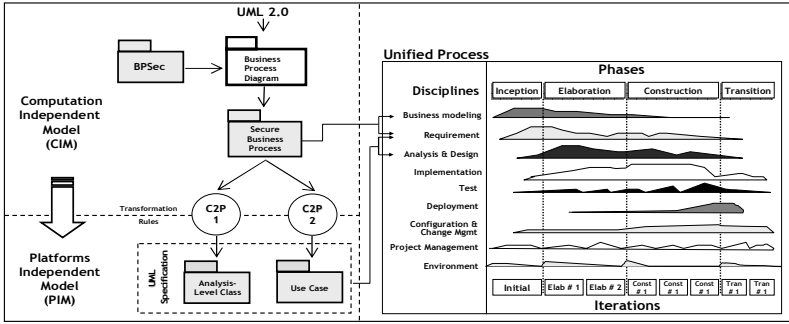 UML 2.0
BPSec
Business
Process
Diagram
Computation
Independent
Model
(CIM)
Secure
Business
Process
Transformation
Rules
C2P
1
C2P
2
Platforms
Independent
Model
(PIM)
UML
Specification
Analysis-
Level Class
Use Case
Unified Process
Disciplines
Phases
Inception
Elaboration
Construction
Transition
Business modeling
Requirement
Analysis & Design
Implementation
Test
Deployment
Configuration &
Change Mgmt
Project Management
Environment
Initial
Elab # 1
Elab # 2
Const
# 1
Const
# 1
Const
# 1
Tran
# 1
Tran
# 1
Iterations